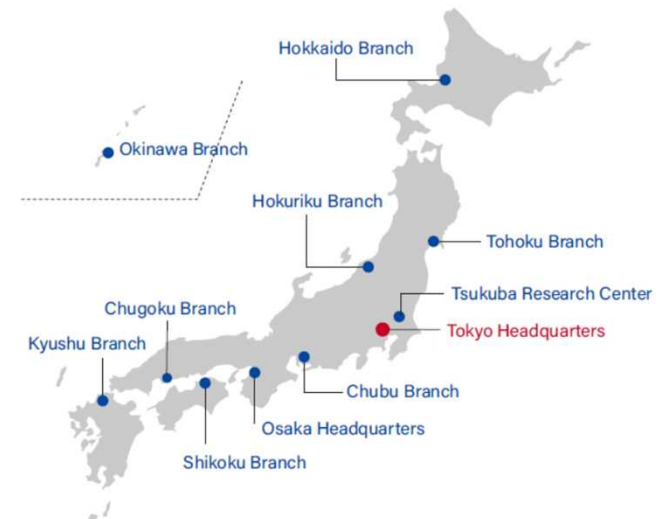 Hokkaido Branch
Okinawa Branch
Hokuriku Branch
Tohoku Branch
Tsukuba Research Center
Chugoku Branch
Tokyo Headquarters
Kyushu Branch
Chubu Branch
Osaka Headquarters
Shikoku Branch